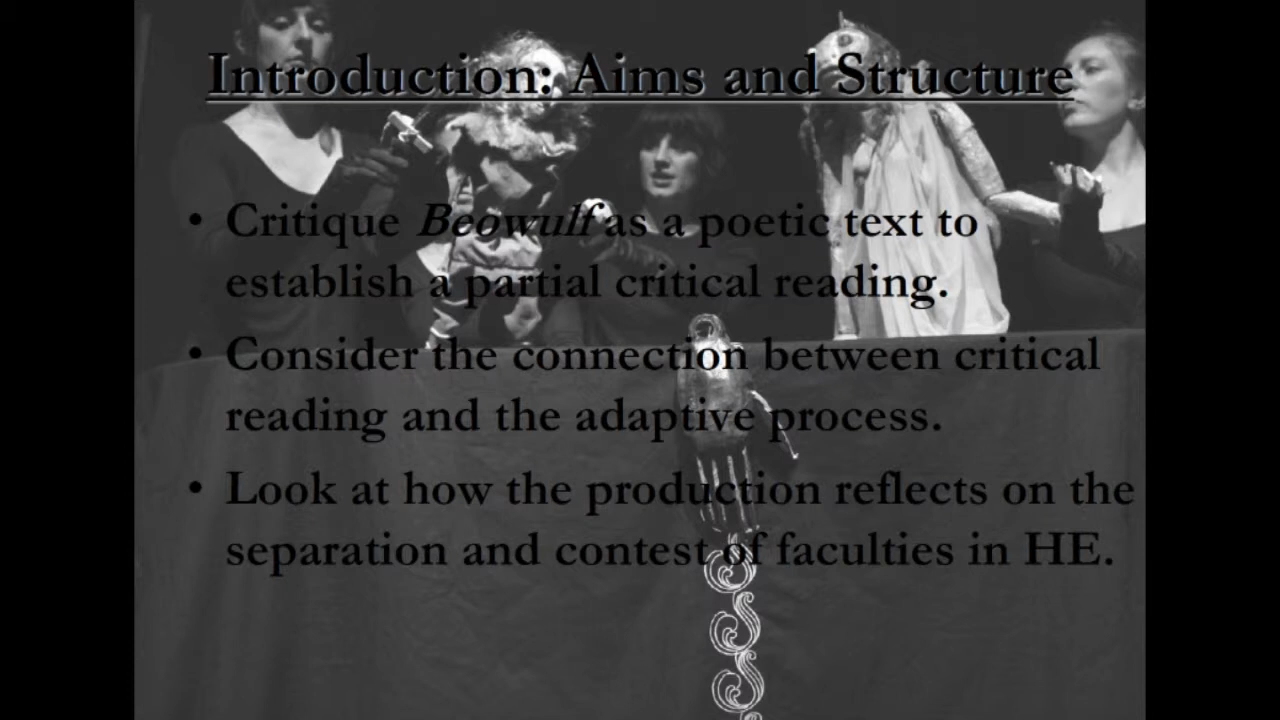 Introduction: Aims and Structure
• Critique Beowulf as a poetic text to
establish a partial critical reading.
• Consider the connection between critical
reading and the adaptive process.
• Look at how the production reflects on the
separation and contest of faculties in HE.